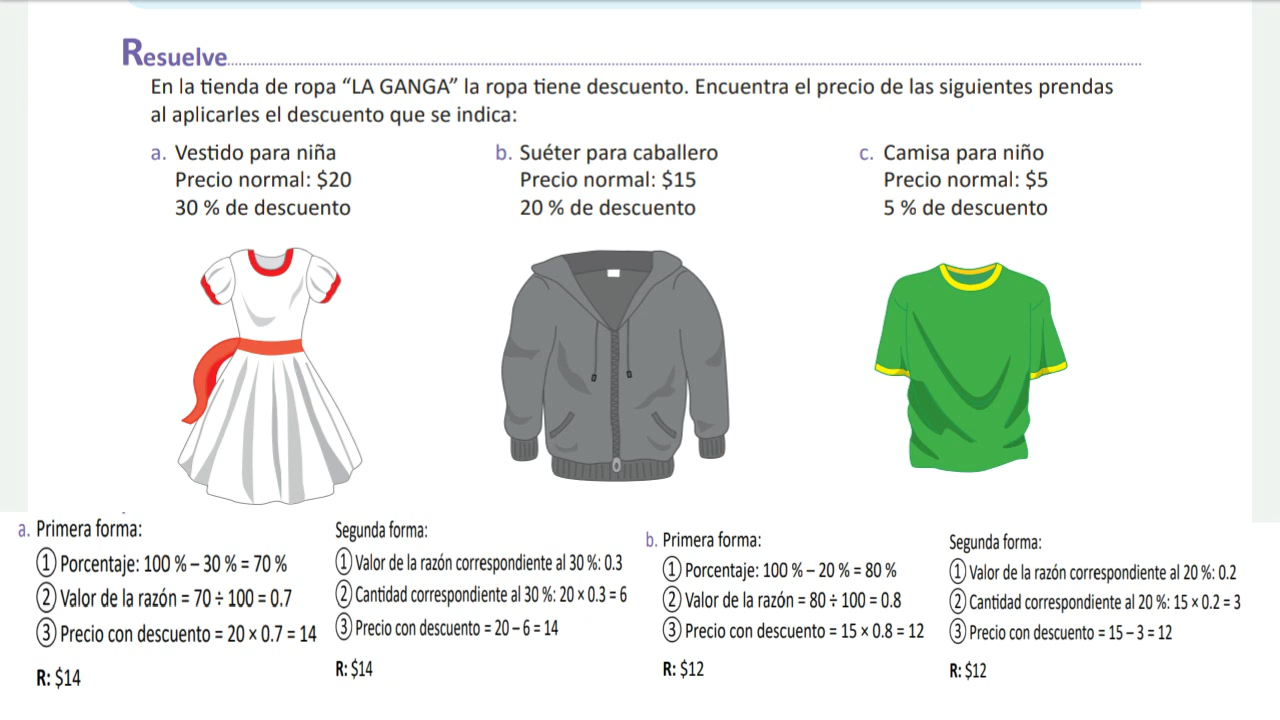 Resuelve
En la tienda de ropa “LA GANGA” la ropa tiene descuento. Encuentra el precio de las siguientes prendas
al aplicarles el descuento que se indica:
a. Vestido para niña
Precio normal: $20
30 % de descuento
b. Suéter para caballero
Precio normal: $15
20 % de descuento
c. Camisa para niño
Precio normal: $5
5 % de descuento
a. Primera forma:
① Porcentaje: 100 % – 30 % = 70 %
② Valor de la razón = 70 ÷ 100 = 0.7
③ Precio con descuento = 20 × 0.7 = 14
R: $14
Segunda forma:
① Valor de la razón correspondiente al 30 %: 0.3
② Cantidad correspondiente al 30 %: 20 × 0.3 = 6
③ Precio con descuento = 20 – 6 = 14
R: $14
b. Primera forma:
① Porcentaje: 100 % – 20 % = 80 %
② Valor de la razón = 80 ÷ 100 = 0.8
③ Precio con descuento = 15 × 0.8 = 12
R: $12
Segunda forma:
① Valor de la razón correspondiente al 20 %: 0.2
② Cantidad correspondiente al 20 %: 15 × 0.2 = 3
③ Precio con descuento = 15 – 3 = 12
R: $12